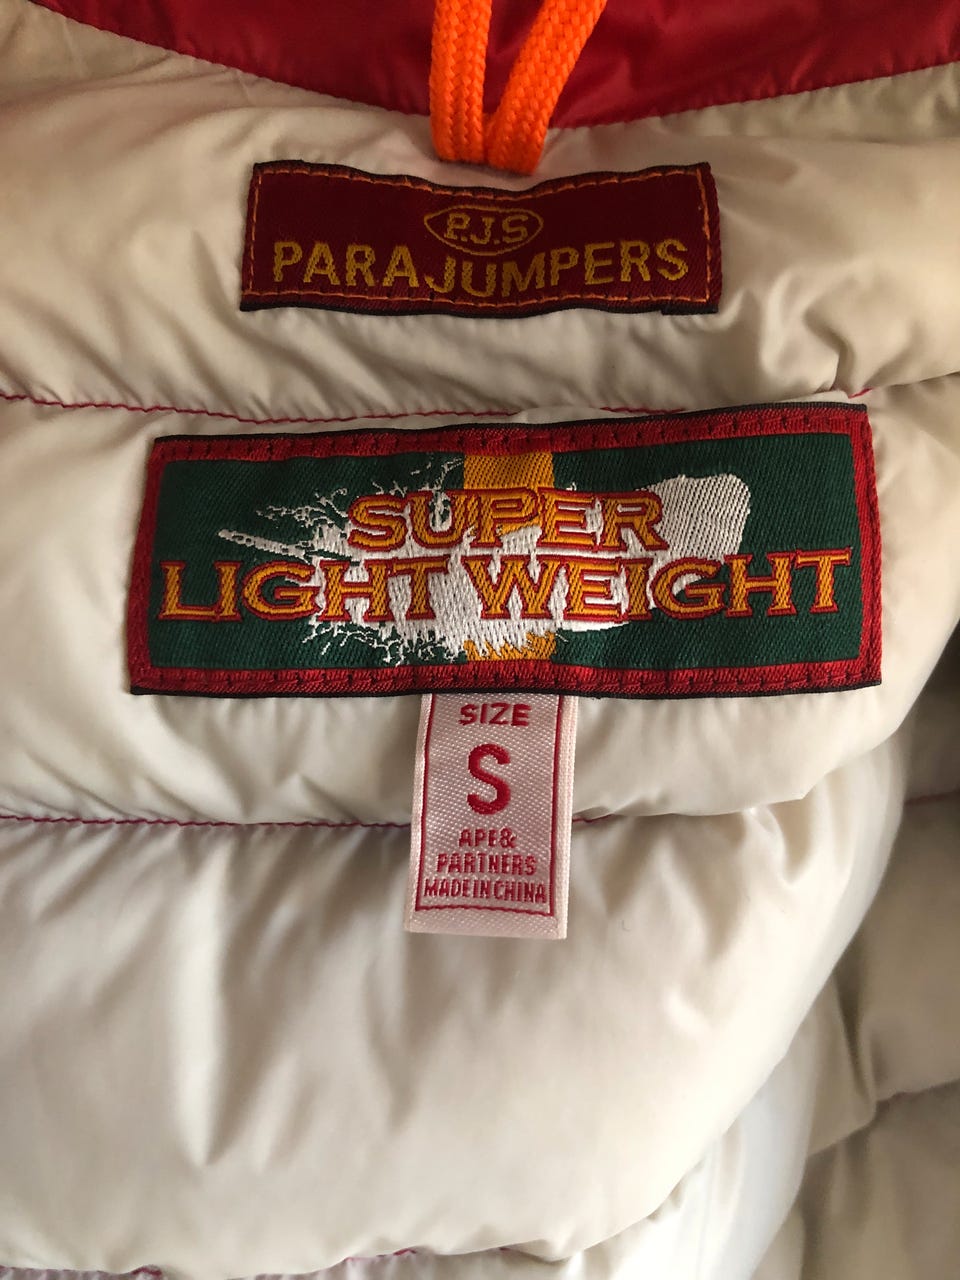 P.J.S
PARAJUMPERS
SUPER
LIGHT WEIGHT
SIZE
S
APE&
PARTNERS
MADE IN CHINA